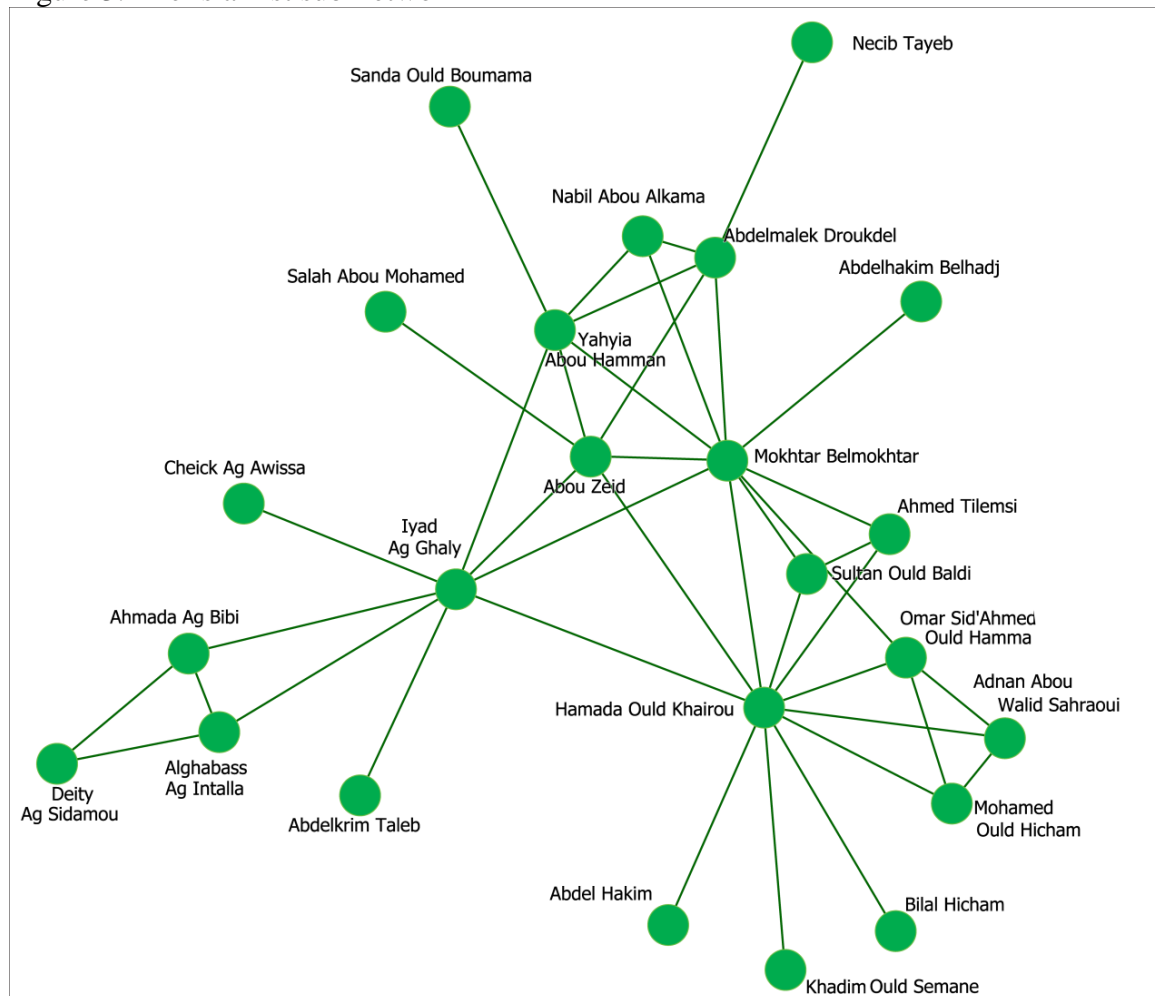 Necib Tayeb
Sanda Ould Boumama
Nabil Abou Alkama
Abdelmalek Droukdel
Abdelhakim Belhadj
Salah Abou Mohamed
Yahyia
Abou Hamman
Mokhtar Belmokhtar
Cheick Ag Awissa
Abou Zeid
Ahmed Tilemsi
Iyad
Ag Ghaly
Sultan Ould Baldi
Ahmada Ag Bibi
Omar Sid'Ahmed
Ould Hamma
Adnan Abou
Walid Sahraoui
Hamada Ould Khairou
Alghabass
Ag Intalla
Deity
Ag Sidamou
Abdelkrim Taleb
Mohamed
Ould Hicham
Abdel Hakim
Bilal Hicham
Khadim Ould Semane